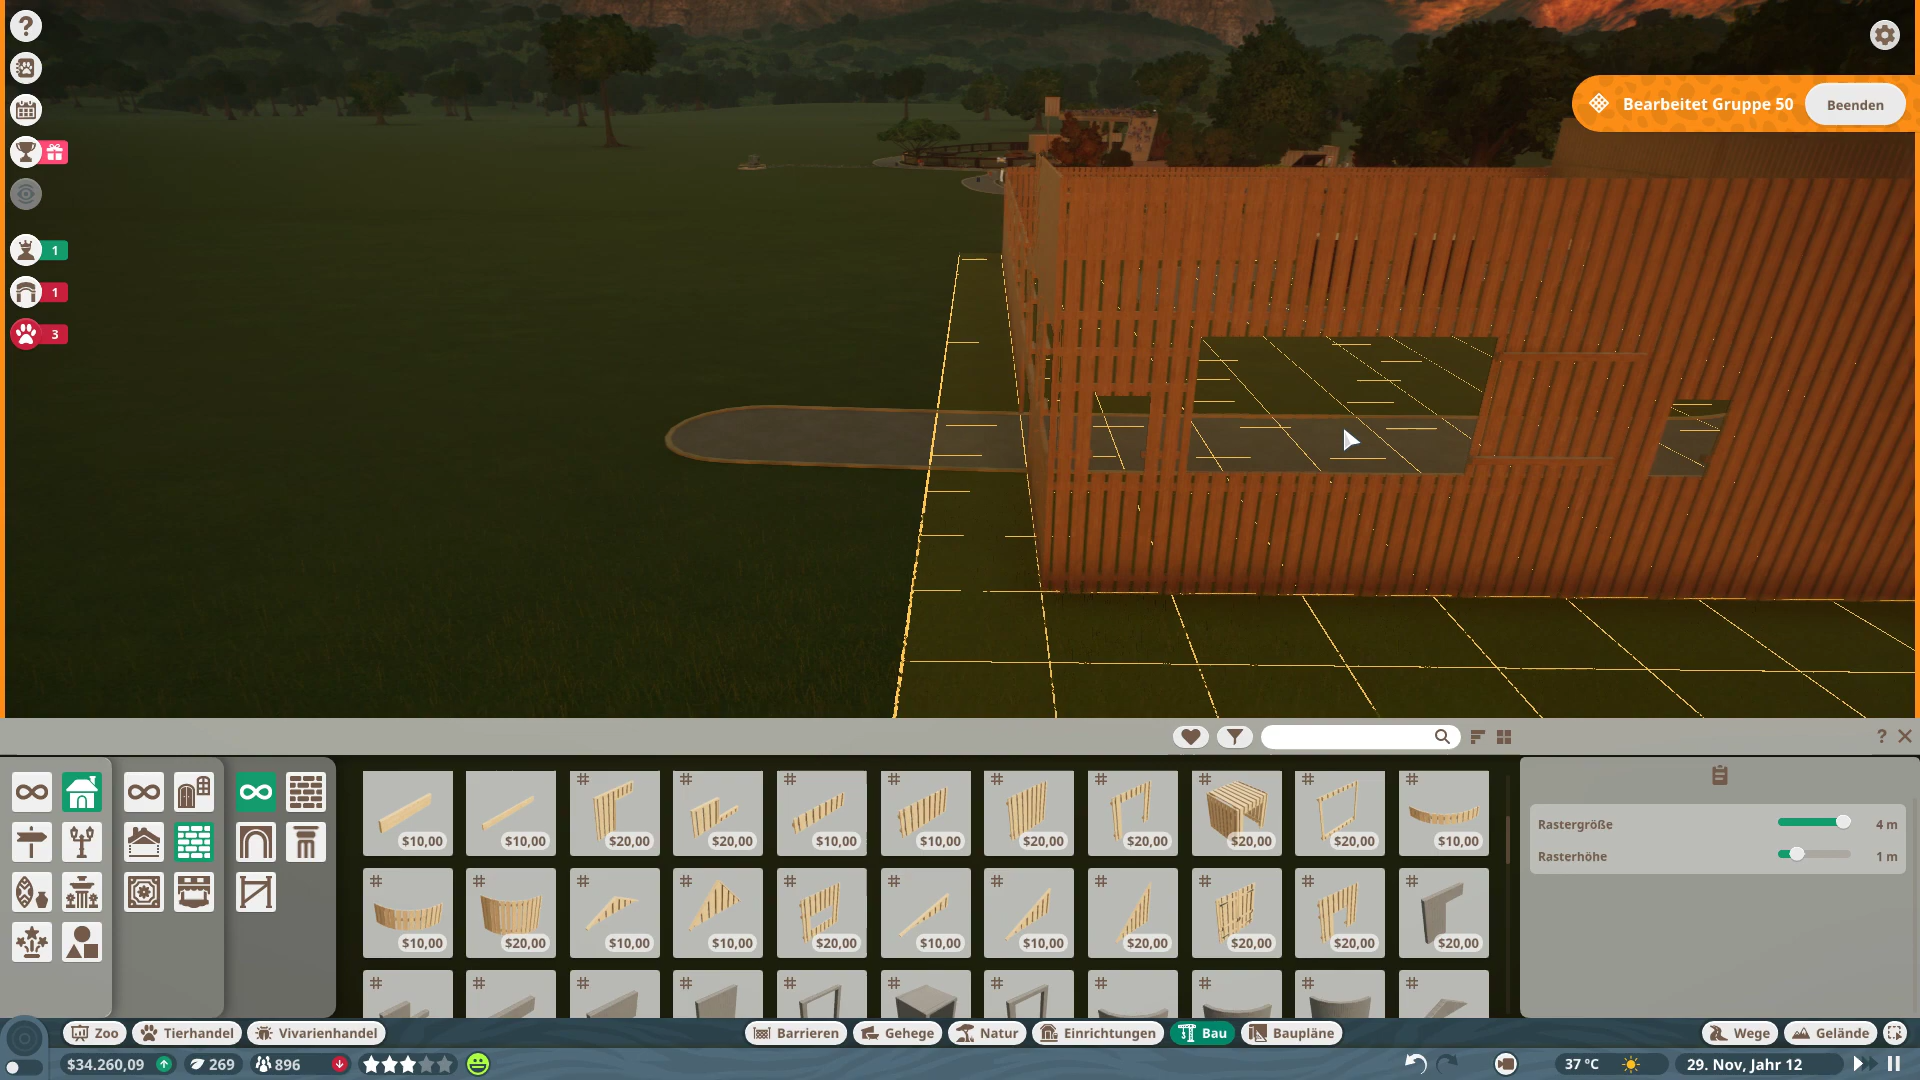 ?
Bearbeitet Gruppe 50
Beenden
1
1
3
?
$10,00 $10,00 $20,00 $20,00 $10,00 $10,00 $20,00 $20,00 $20,00 $20,00 $10,00
$10,00 $20,00 $10,00 $10,00 $20,00 $10,00 $10,00 $20,00 $20,00 $20,00 $20,00
Rastergröße 4 m
Rasterhöhe 1 m
Zoo Tierhandel Vivarienhandel Barrieren Gehege Natur Einrichtungen Bau Baupläne Wege Gelände
$34.260,09 269 896 37 °C 29. Nov, Jahr 12